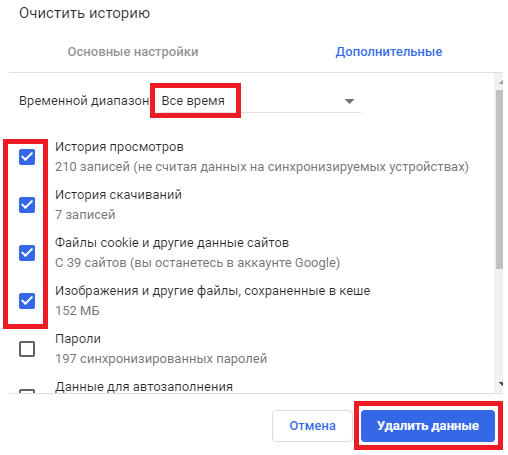 Очистить историю
Основные настройки Дополнительные
Временной диапазон Все время
История просмотров
210 записей (не считая данных на синхронизируемых устройствах)
История скачиваний
7 записей
Файлы cookie и другие данные сайтов
С 39 сайтов (вы останетесь в аккаунте Google)
Изображения и другие файлы, сохраненные в кеше
152 МБ
Пароли
197 синхронизированных паролей
Данные для автозаполнения
Отмена Удалить данные